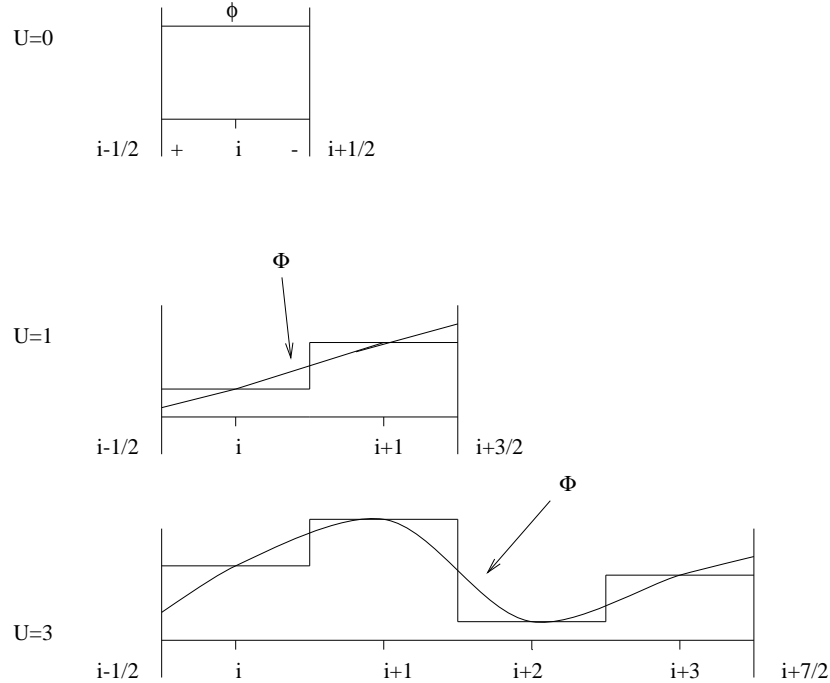 ϕ
U=0
i-1/2 + i - i+1/2
Φ
U=1
i-1/2 i i+1 i+3/2
Φ
U=3
i-1/2 i i+1 i+2 i+3 i+7/2